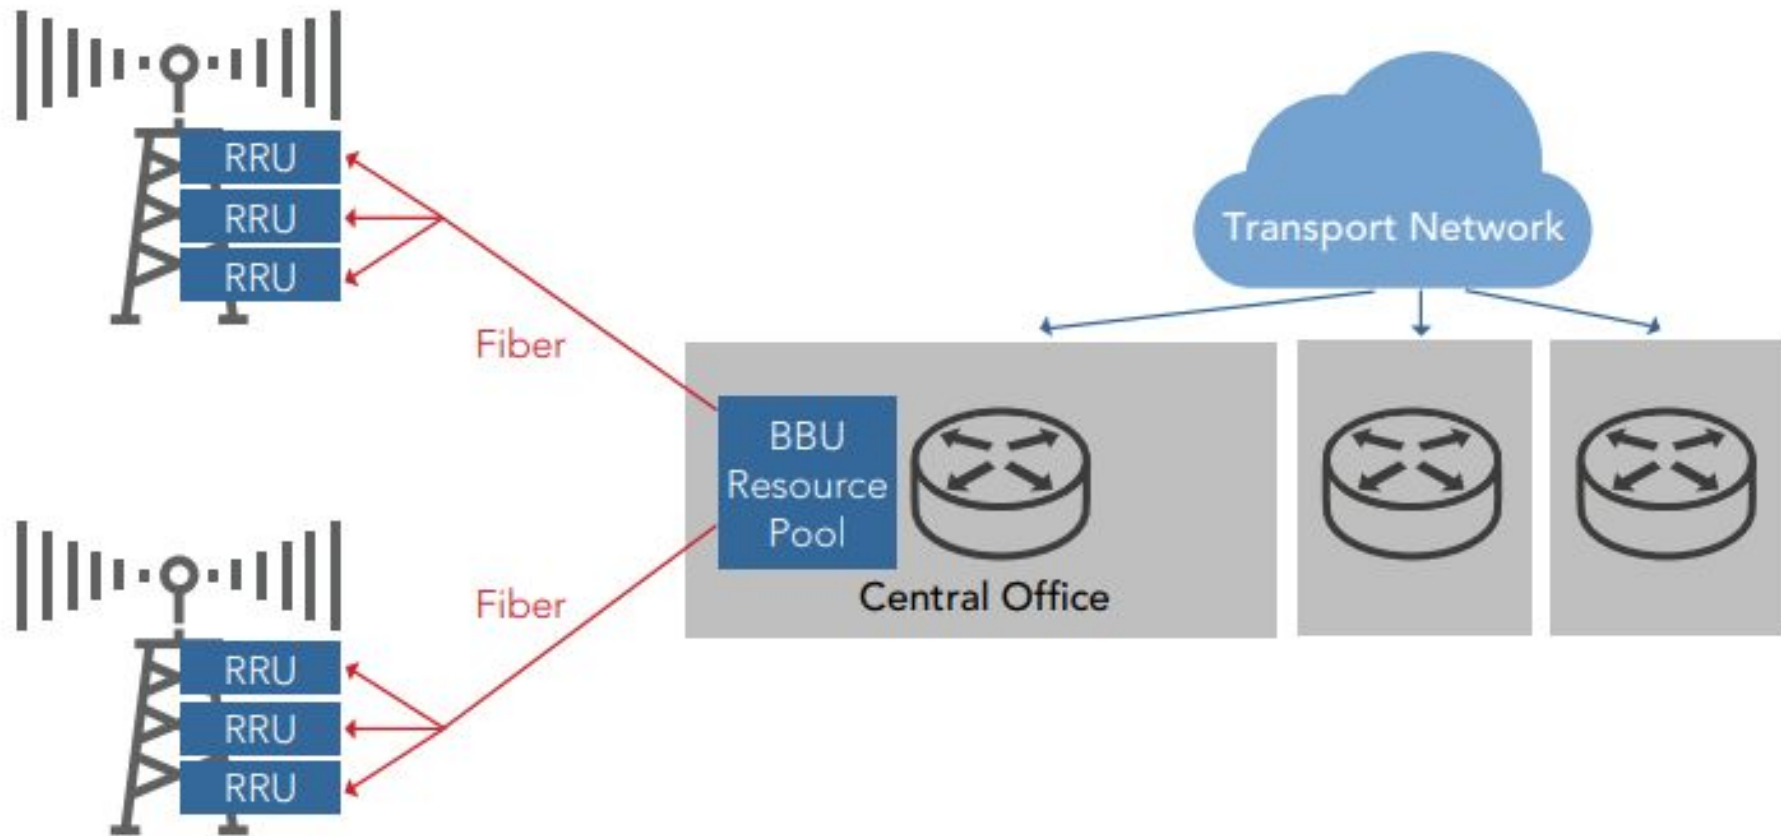 RRU
RRU
RRU
Fiber
Transport Network
BBU
Resource
Pool
Central Office
Fiber
RRU
RRU
RRU